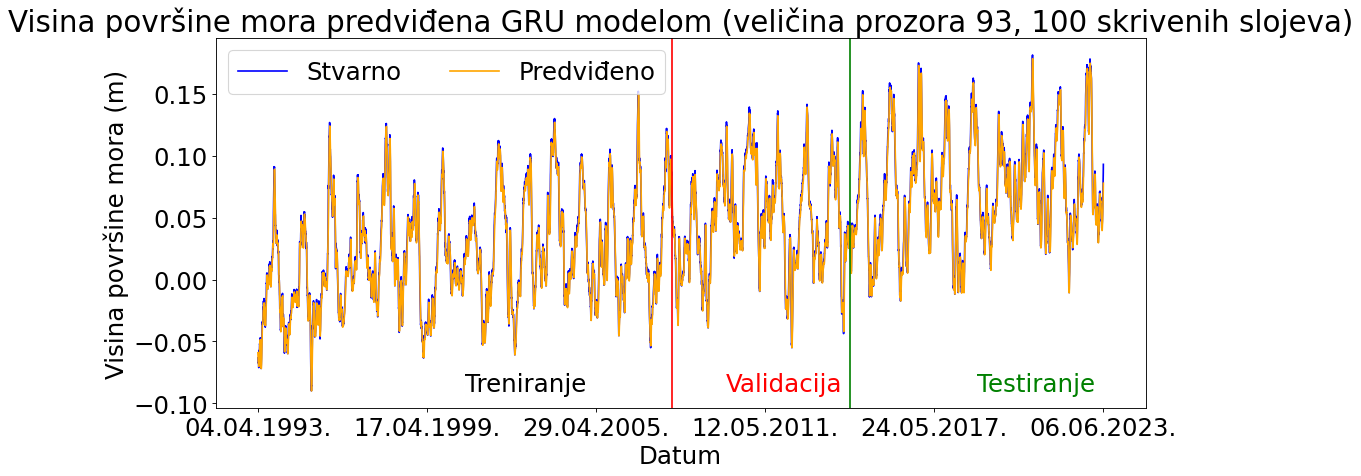 Visina površine mora predviđena GRU modelom (veličina prozora 93, 100 skrivenih slojeva)
Stvarno Predviđeno
Visina površine mora (m)
0.15
0.10
0.05
0.00
−0.05
−0.10
Treniranje Validacija Testiranje
04.04.1993. 17.04.1999. 29.04.2005. 12.05.2011. 24.05.2017. 06.06.2023.
Datum